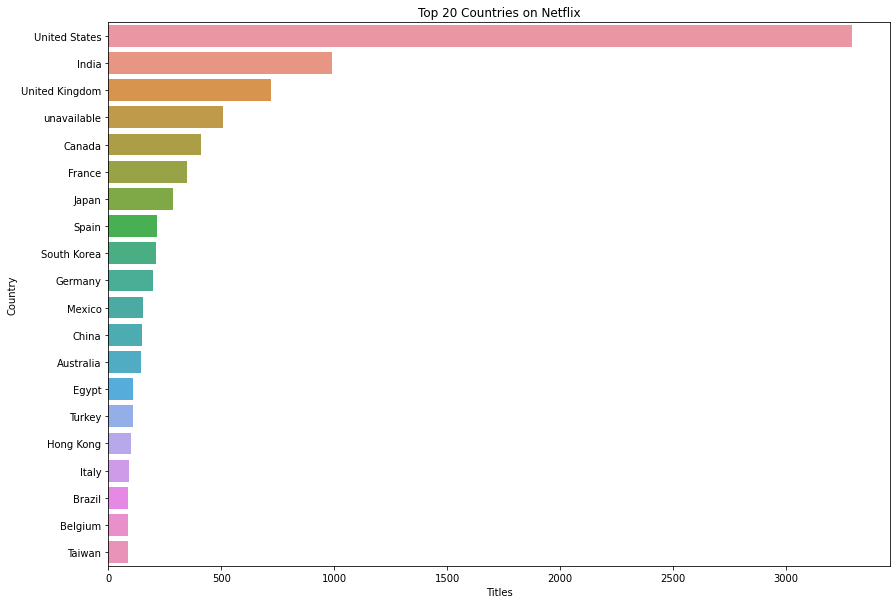 Top 20 Countries on Netflix
United States
India
United Kingdom
unavailable
Canada
France
Japan
Spain
South Korea
Germany
Mexico
China
Australia
Egypt
Turkey
Hong Kong
Italy
Brazil
Belgium
Taiwan
Country
0 500 1000 1500 2000 2500 3000
Titles